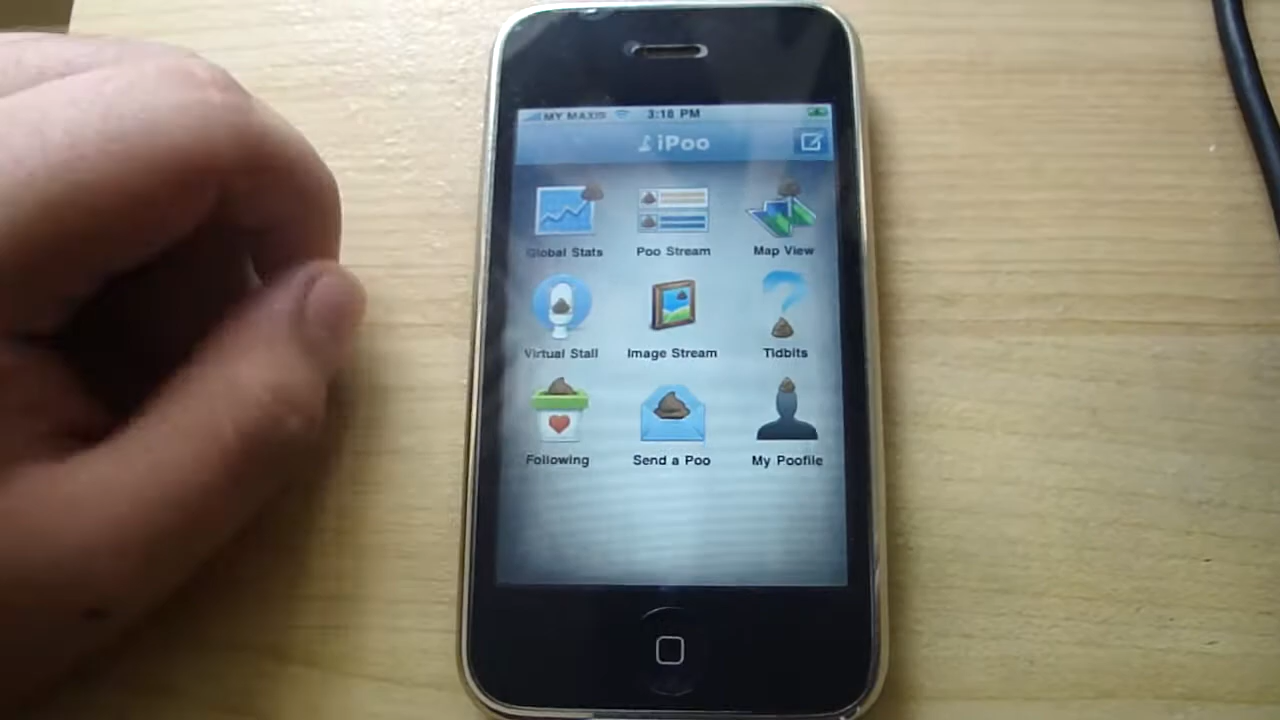 MY MAXIS 3:18 PM
iPoo
Global Stats Poo Stream Map View
Virtual Stall Image Stream Tidbits
Following Send a Poo My Poofile